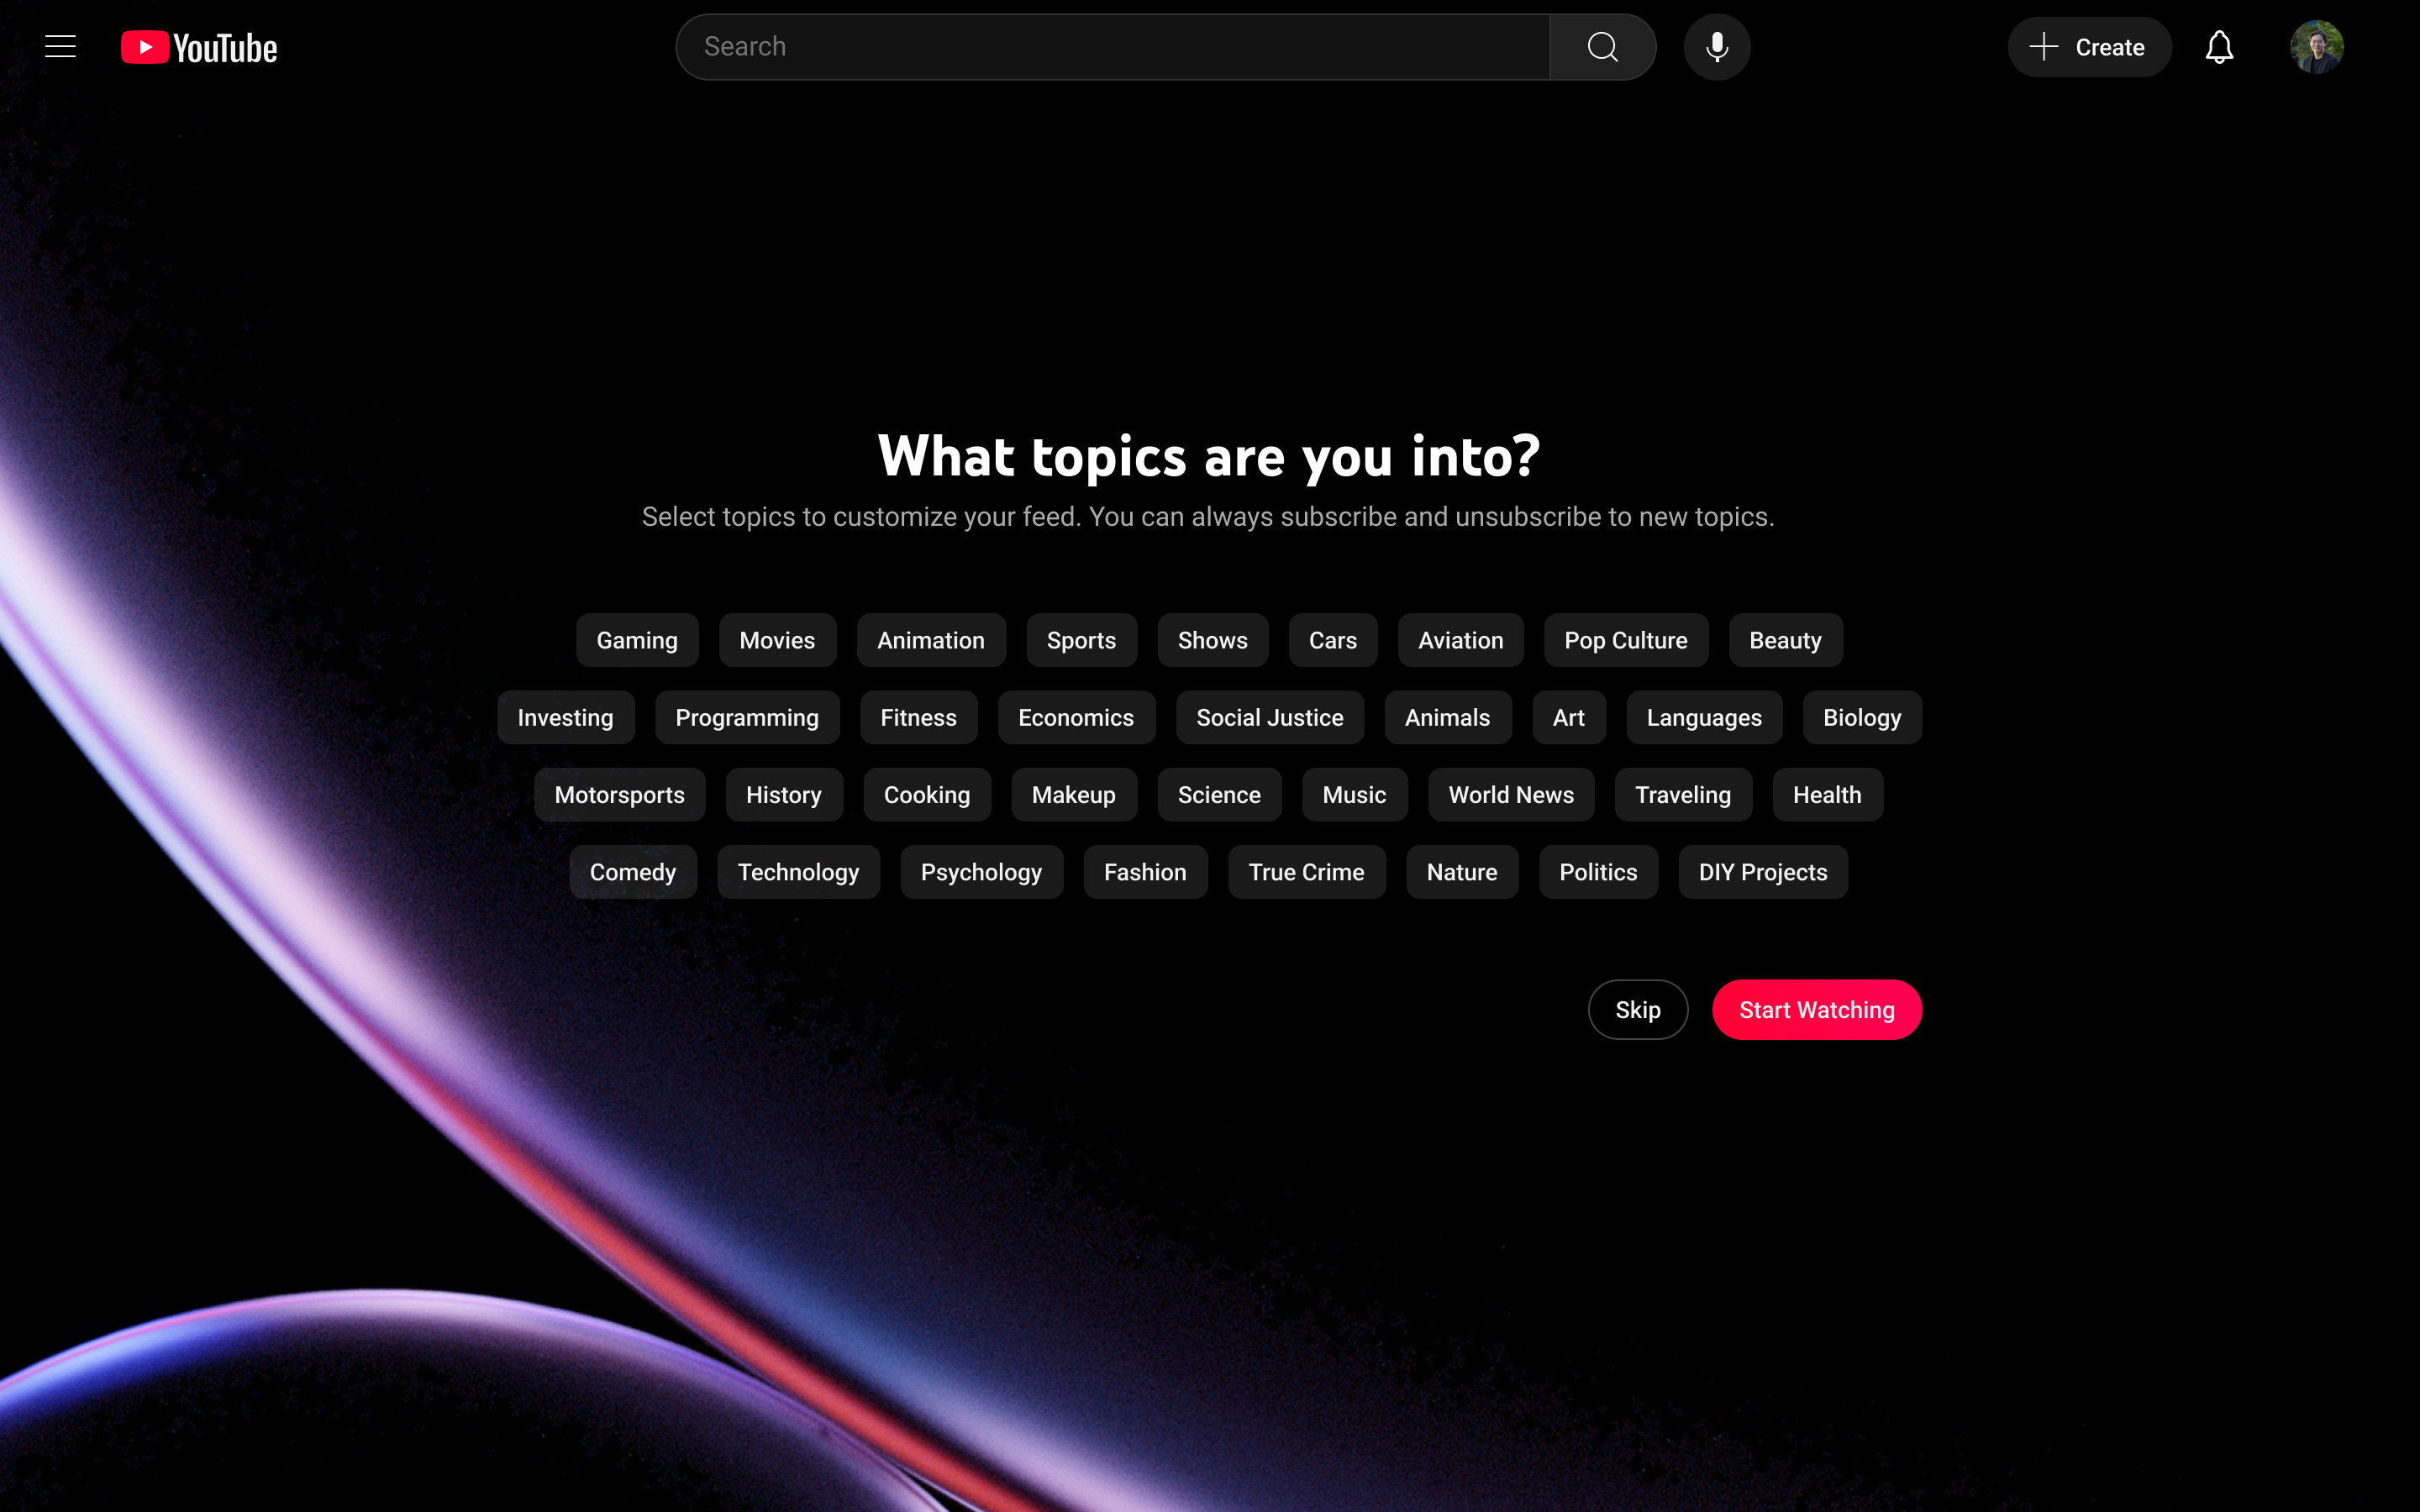 YouTube
Search
Create
What topics are you into?
Select topics to customize your feed. You can always subscribe and unsubscribe to new topics.
Gaming Movies Animation Sports Shows Cars Aviation Pop Culture Beauty
Investing Programming Fitness Economics Social Justice Animals Art Languages Biology
Motorsports History Cooking Makeup Science Music World News Traveling Health
Comedy Technology Psychology Fashion True Crime Nature Politics DIY Projects
Skip Start Watching